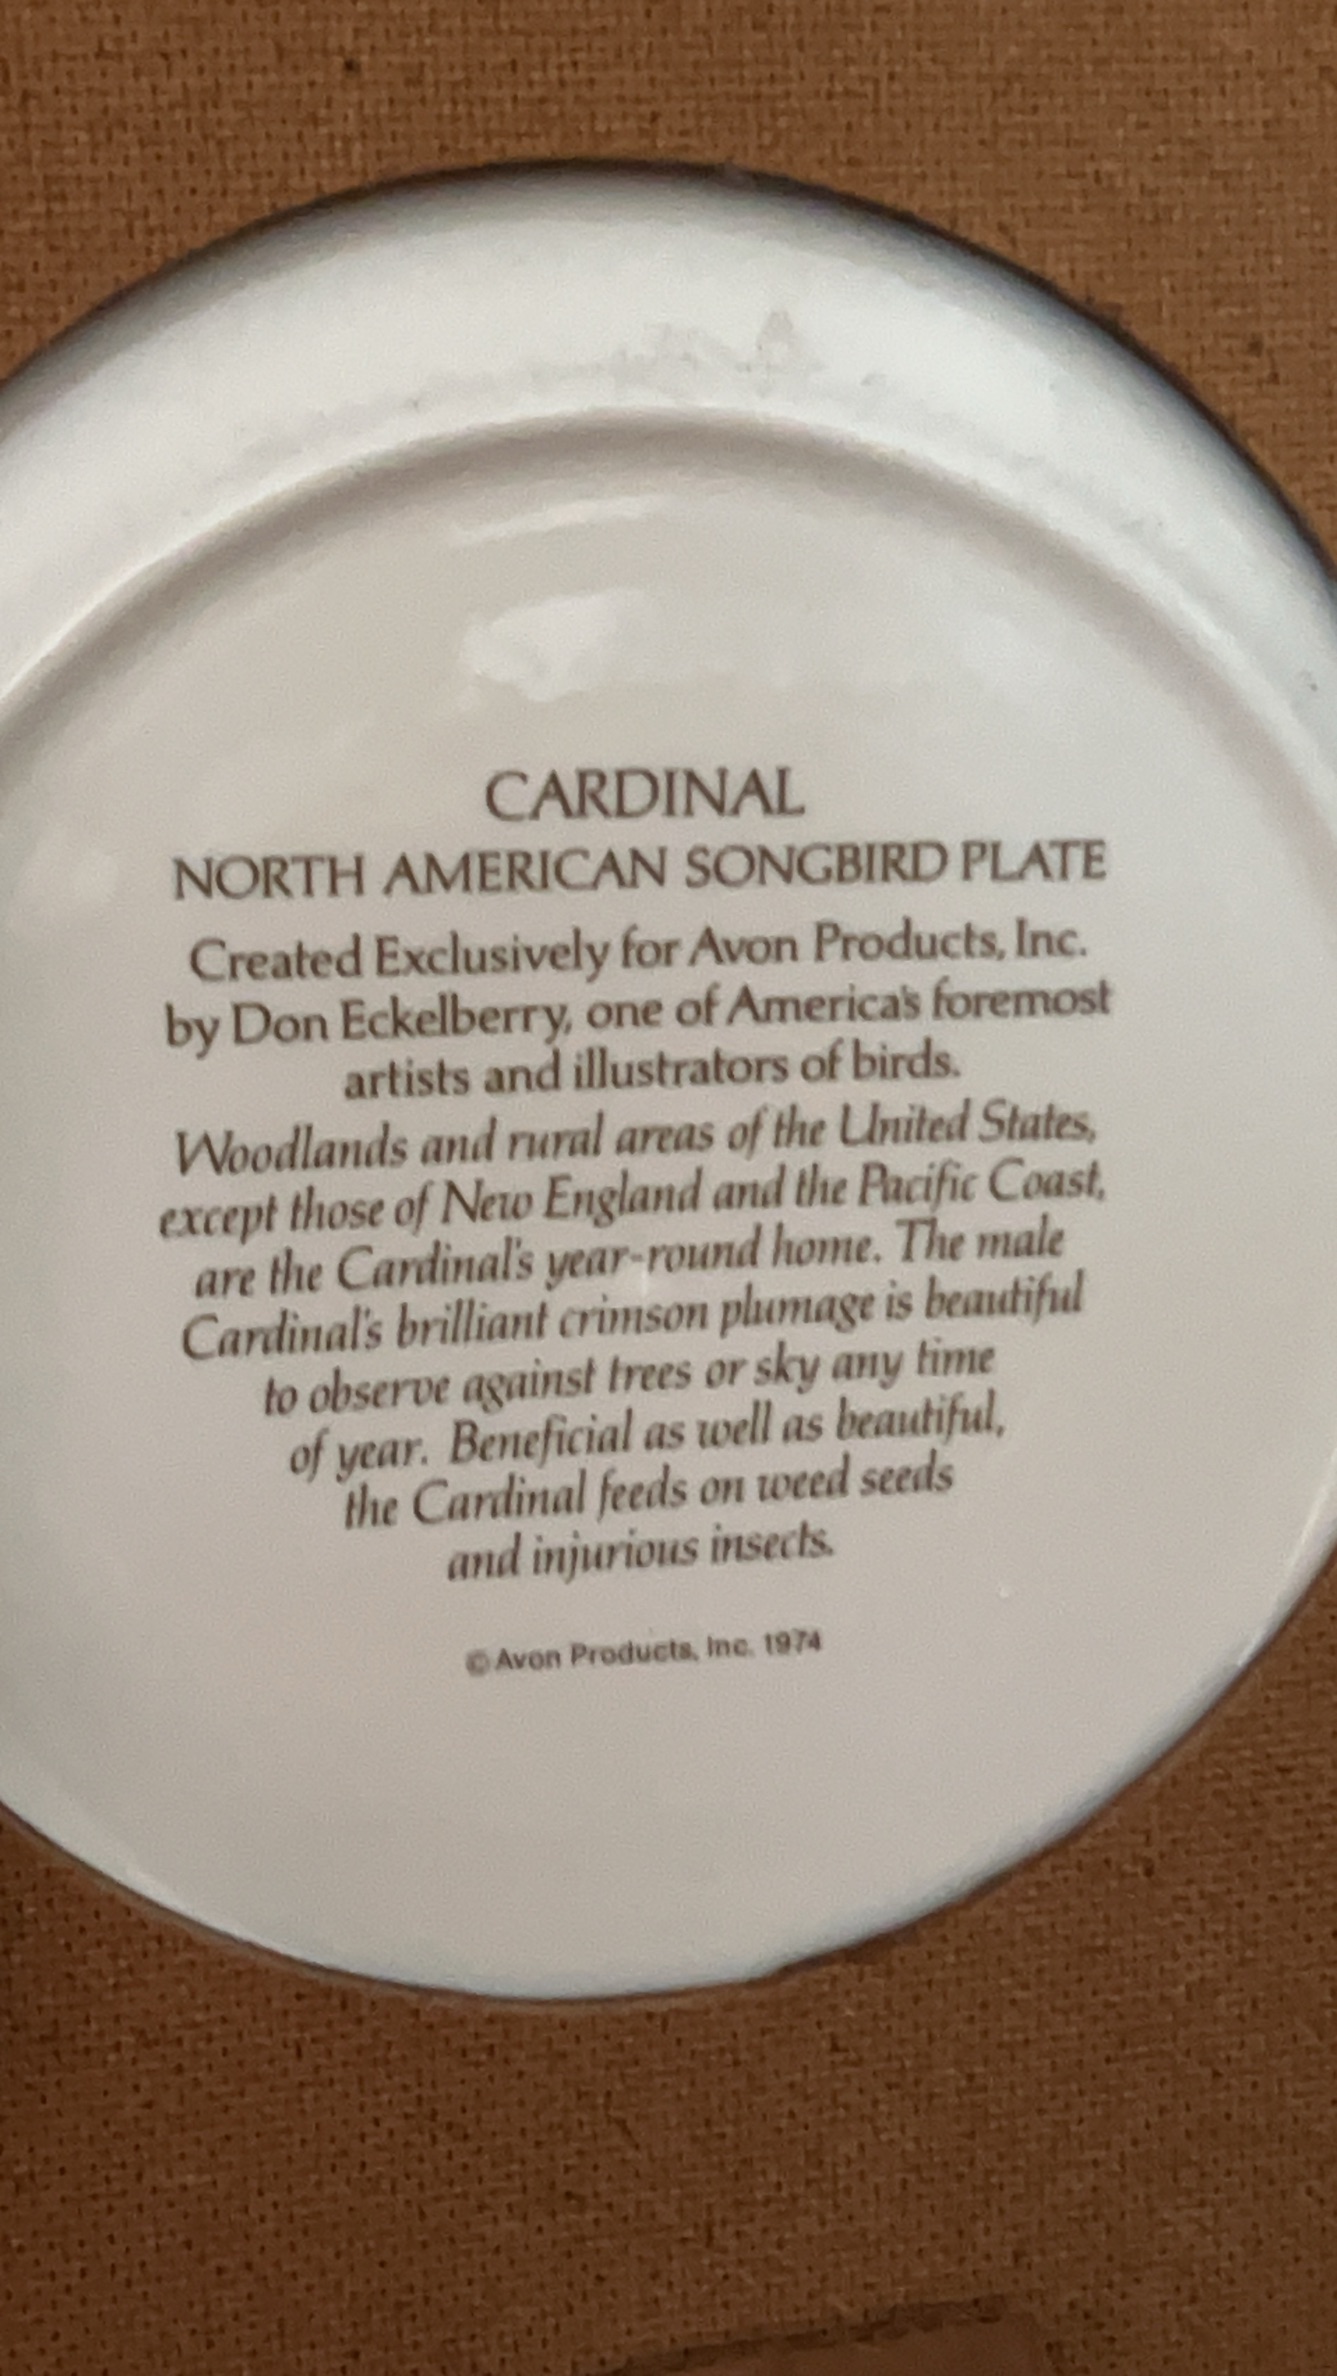 CARDINAL
NORTH AMERICAN SONGBIRD PLATE
Created Exclusively for Avon Products, Inc.
by Don Eckelberry, one of America's foremost
artists and illustrators of birds.
Woodlands and rural areas of the United States,
except those of New England and the Pacific Coast,
are the Cardinal's year-round home. The male
Cardinal's brilliant crimson plumage is beautiful
to observe against trees or sky any time
of year. Beneficial as well as beautiful,
the Cardinal feeds on weed seeds
and injurious insects.
© Avon Products, Inc. 1974